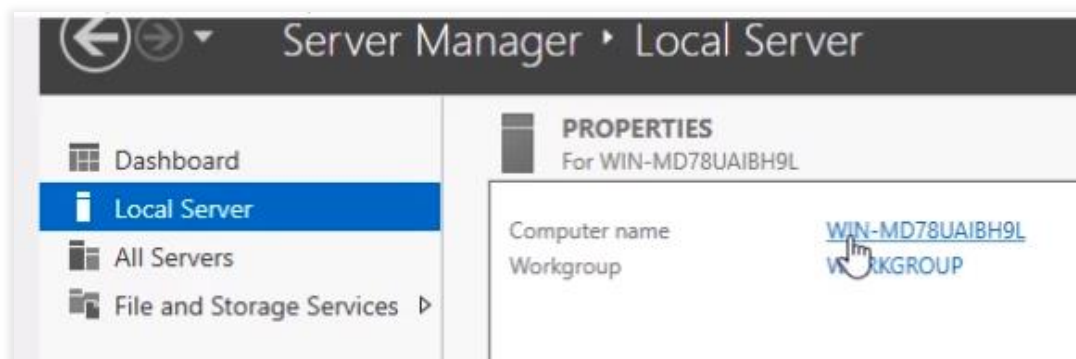 Server Manager • Local Server
Dashboard
Local Server
All Servers
File and Storage Services
PROPERTIES
For WIN-MD78UAIBH9L
Computer name WIN-MD78UAIBH9L
Workgroup WORKGROUP